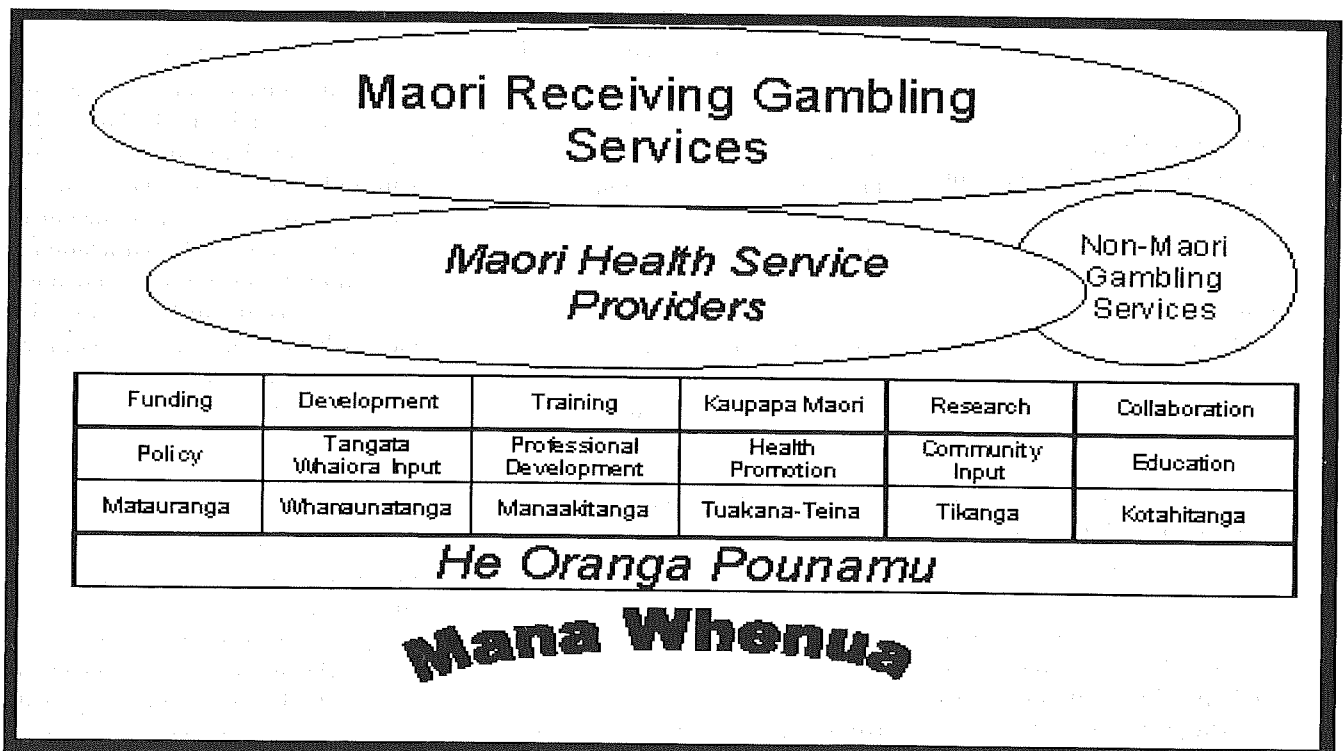 Maori Receiving Gambling
Services
Maori Health Service
Providers
Non-Maori
Gambling
Services
Funding
Development
Training
Kaupapa Maori
Research
Collaboration
Policy
Tangata
Whaiora Input
Professional
Development
Health
Promotion
Community
Input
Education
Matauranga
Whanaunatanga
Manaakitanga
Tuakana-Teina
Tikanga
Kotahitanga
He Oranga Pounamu
Mana Whenua